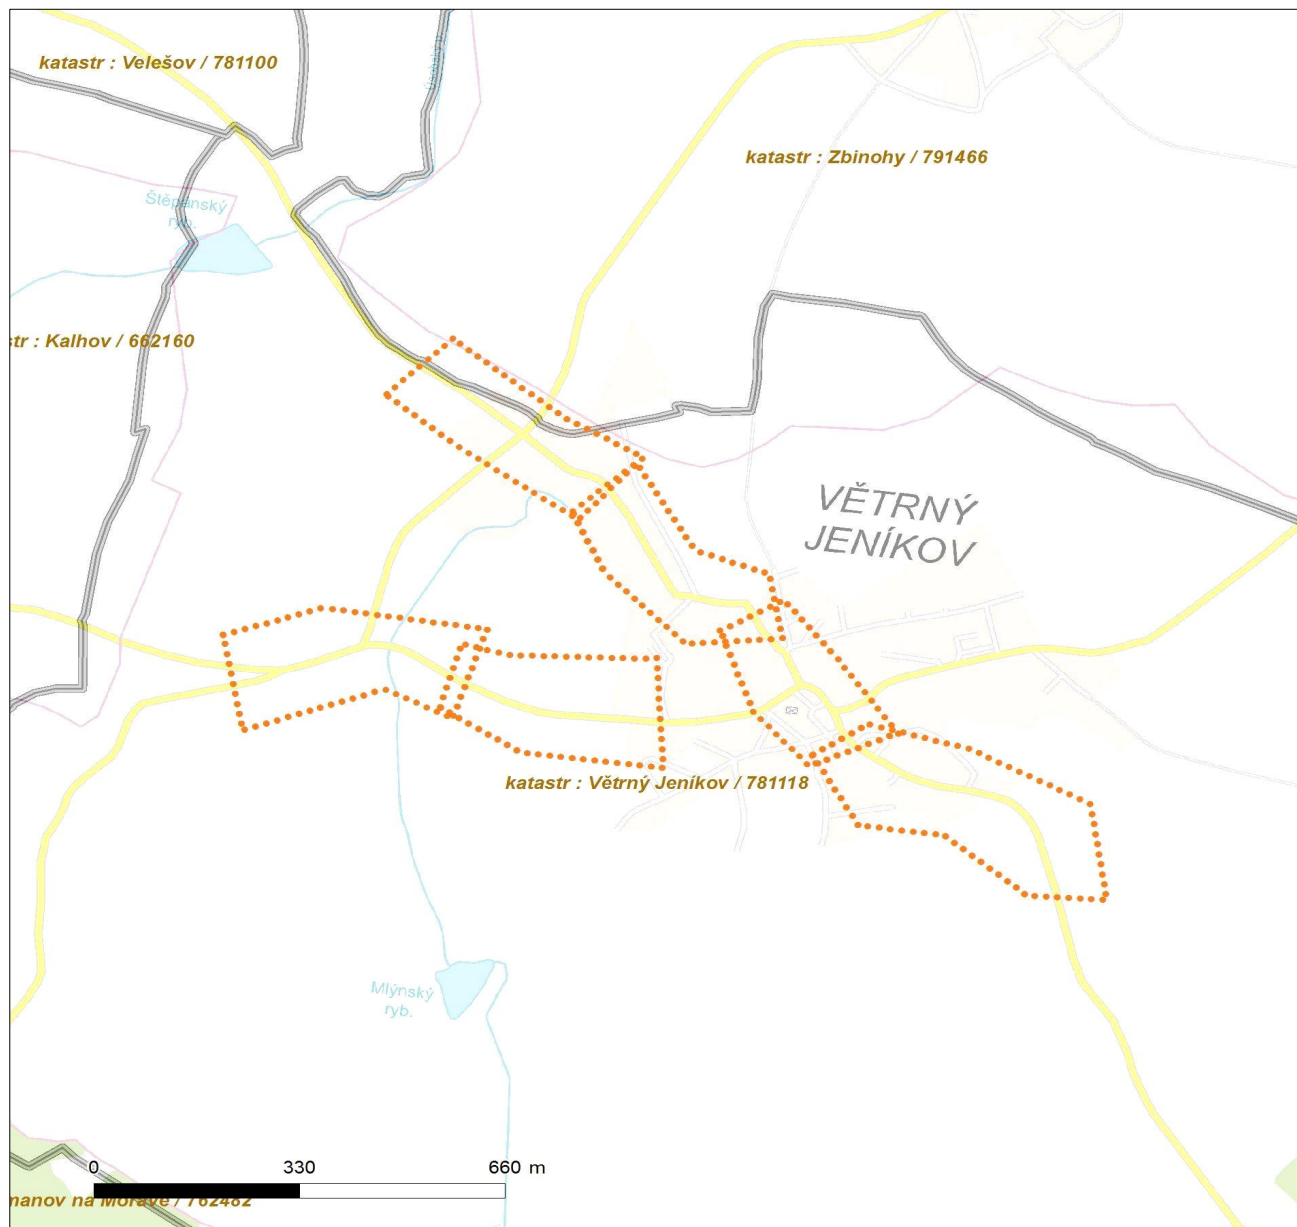 katastr : Velešov / 781100
katastr : Zbinohy / 791466
Štěpánský
ryb.
str : Kalhov / 662160
VĚTRNÝ
JENÍKOV
katastr : Větrný Jeníkov / 781118
Mlýnský
ryb.
0 330 660 m
manov na Moravě / 762482